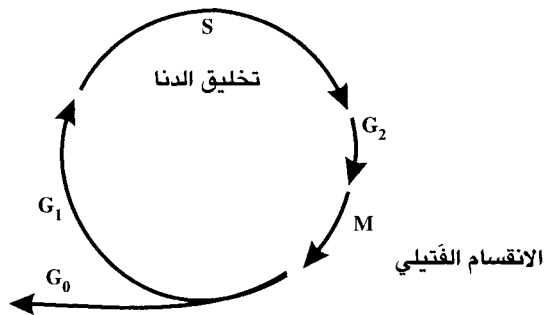 S
تخليق الدنا
G₂
G₁
M
الانقسام الفَتيلي
G₀